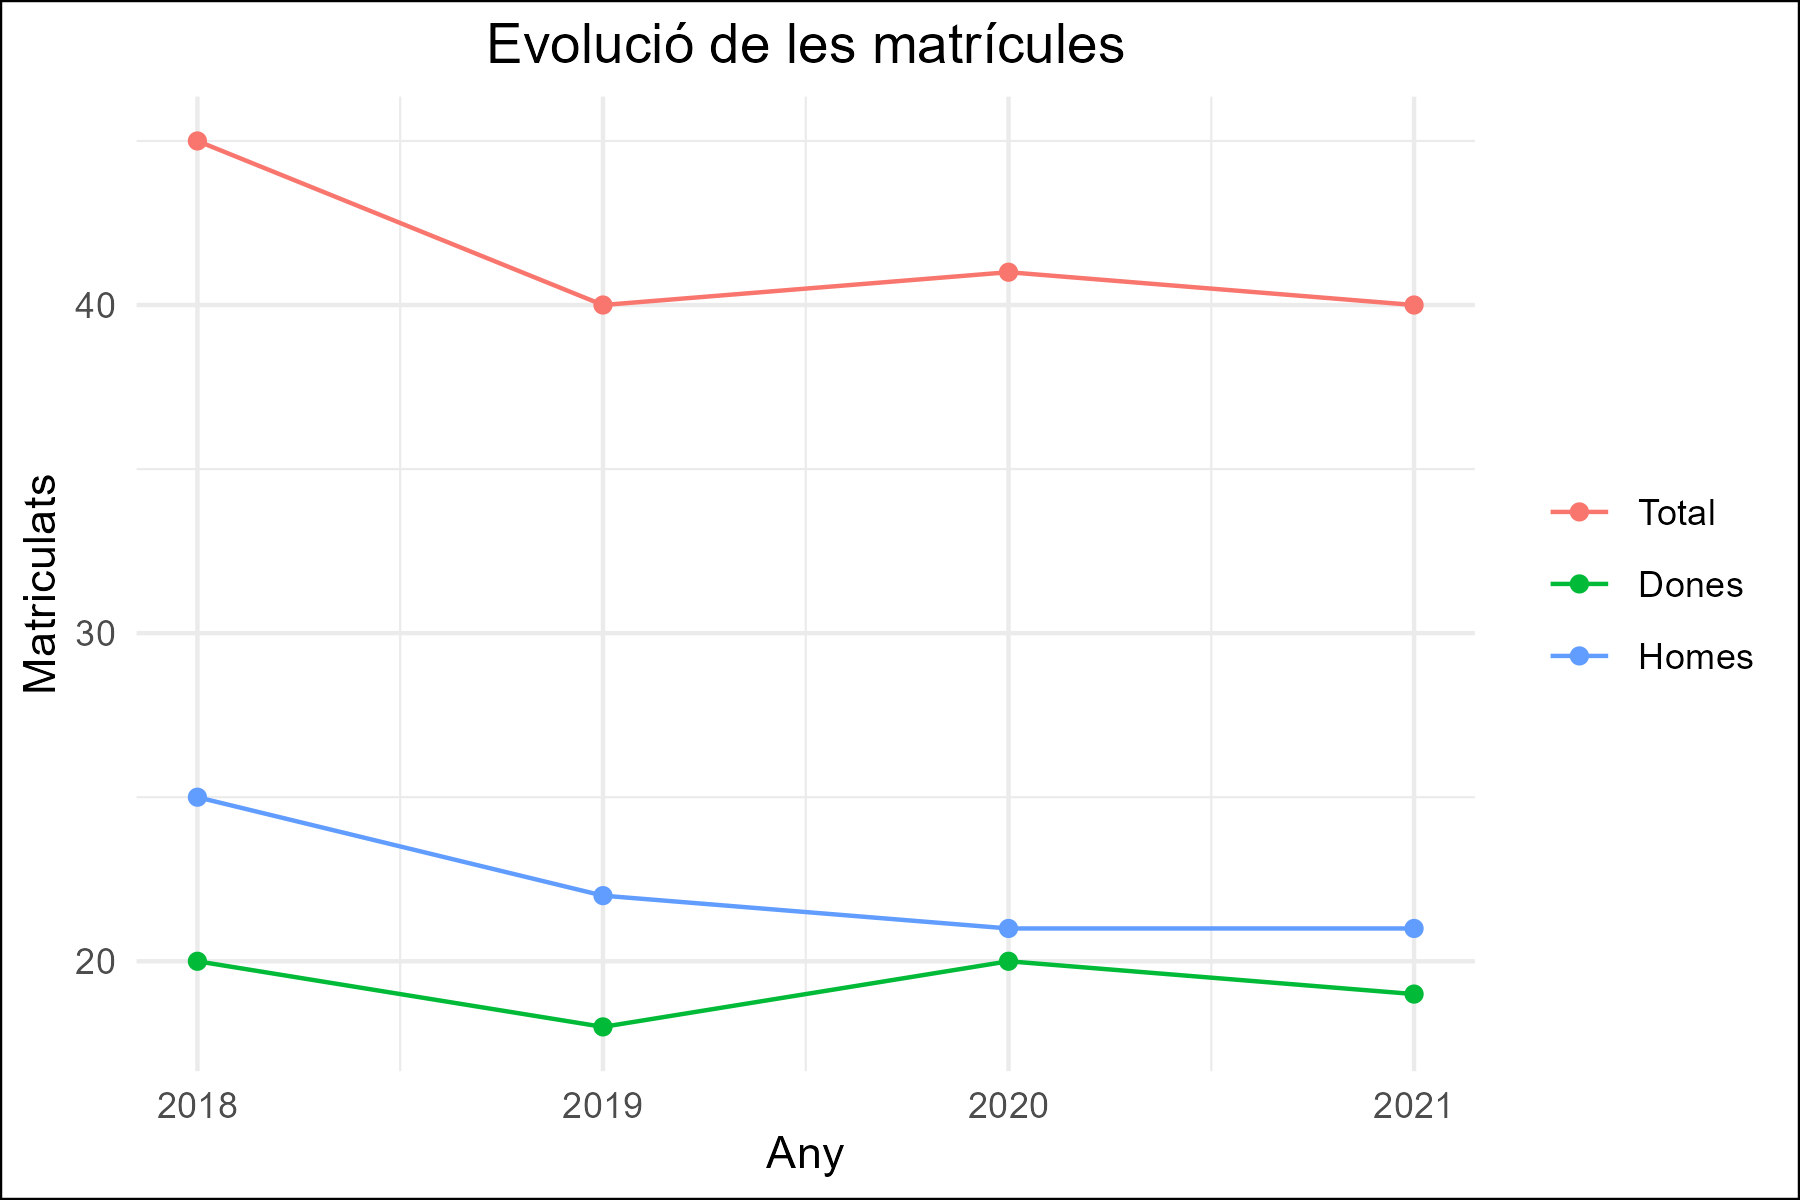 Evolució de les matrícules
Matriculats
40
30
20
2018
2019
2020
2021
Any
Total
Dones
Homes